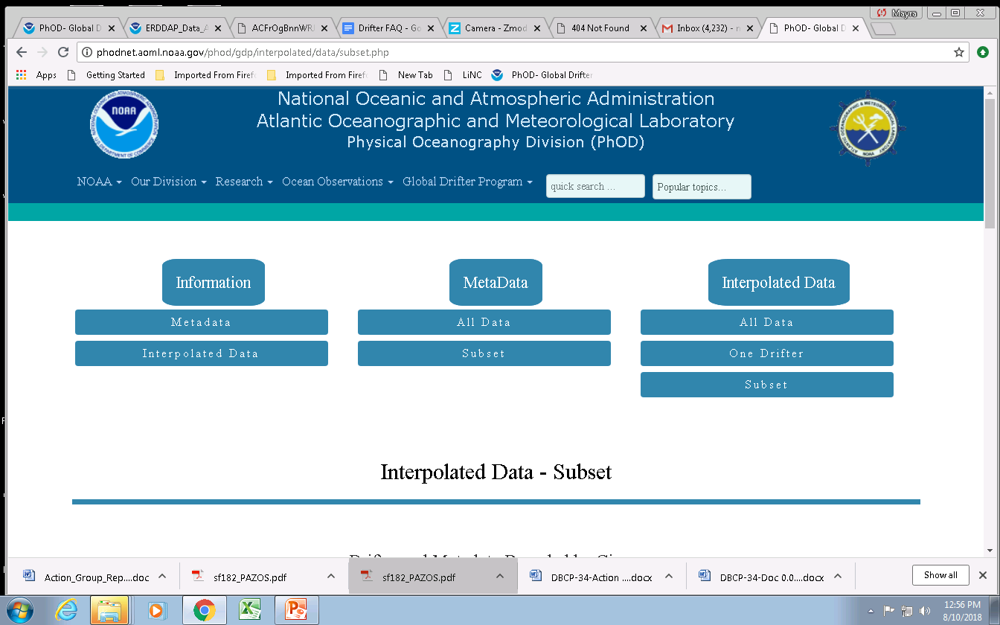 Mayra
PhOD- Global D
ERDDAP_Data_A
ACFrOgBnnWRJ
Drifter FAQ - Go
Camera - Zmod
404 Not Found
Inbox (4,232) - n
PhOD- Global D
phodnet.aoml.noaa.gov/phod/gdp/interpolated/data/subset.php
Apps Getting Started Imported From Firef Imported From Firef New Tab LiNC PhOD- Global Drifter
National Oceanic and Atmospheric Administration
Atlantic Oceanographic and Meteorological Laboratory
Physical Oceanography Division (PhOD)
NOAA Our Division Research Ocean Observations Global Drifter Program quick search ... Popular topics...
Information
Metadata
Interpolated Data
MetaData
All Data
Subset
Interpolated Data
All Data
One Drifter
Subset
Interpolated Data - Subset
Action_Group_Rep....doc
sf182_PAZOS.pdf
sf182_PAZOS.pdf
DBCP-34-Action ....docx
DBCP-34-Doc 0.0....docx
Show all
12:56 PM
8/10/2018